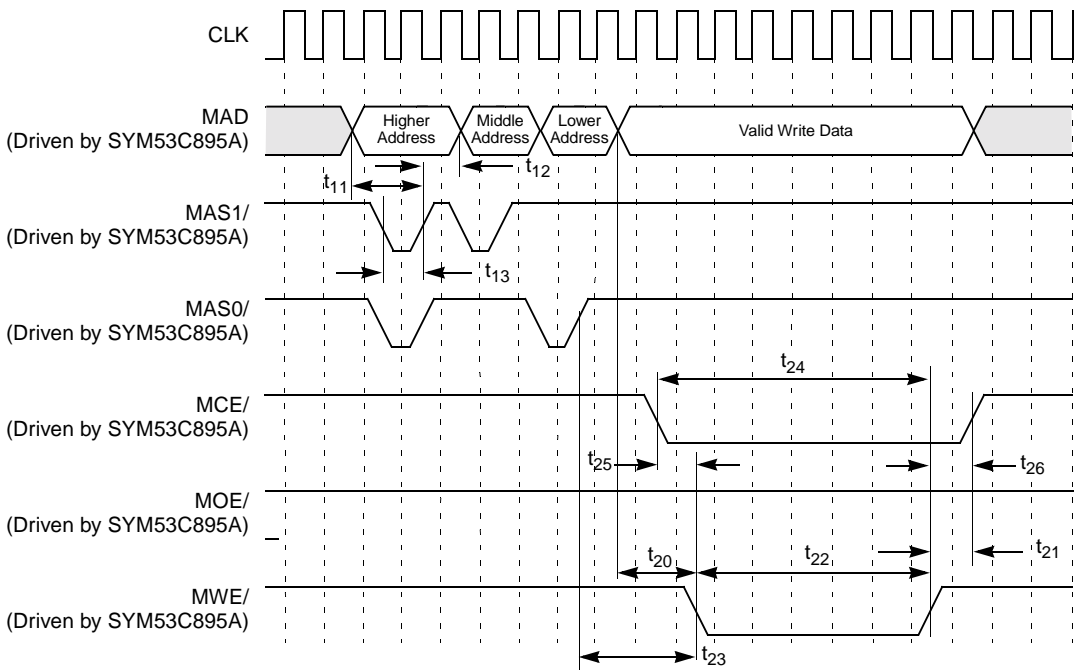 CLK
MAD
(Driven by SYM53C895A)
Higher
Address
Middle
Address
Lower
Address
Valid Write Data
t12
t11
MAS1/
(Driven by SYM53C895A)
t13
MAS0/
(Driven by SYM53C895A)
t24
MCE/
(Driven by SYM53C895A)
t25
t26
MOE/
(Driven by SYM53C895A)
t20
t22
t21
MWE/
(Driven by SYM53C895A)
t23